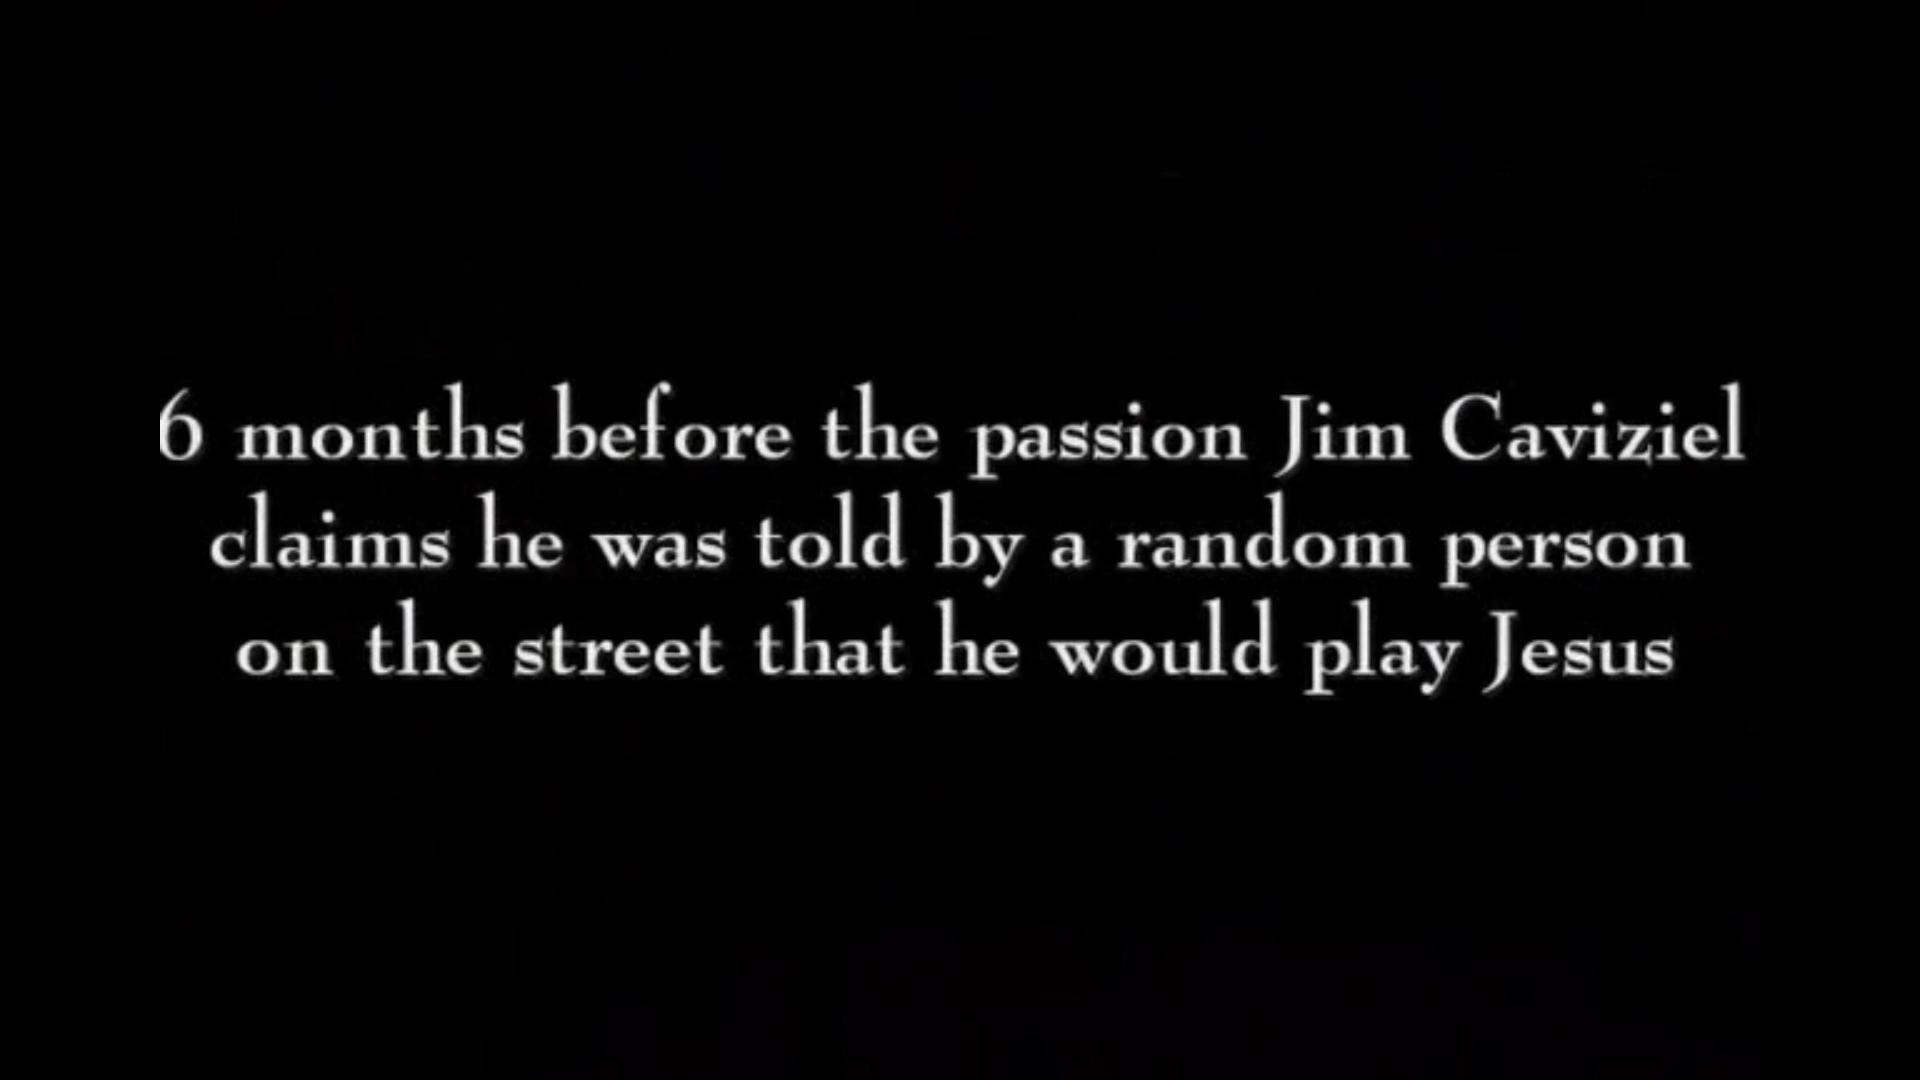 6 months before the passion Jim Caviziel
claims he was told by a random person
on the street that he would play Jesus